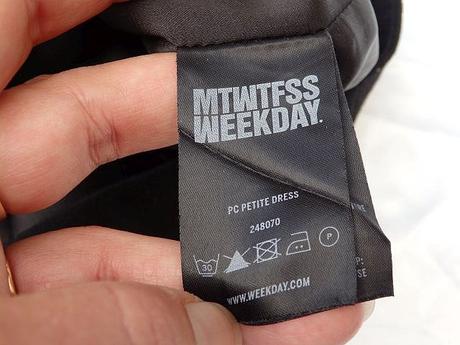 MTWTFSS
WEEKDAY.
PC PETITE DRESS
248070
30 P
WWW.WEEKDAY.COM